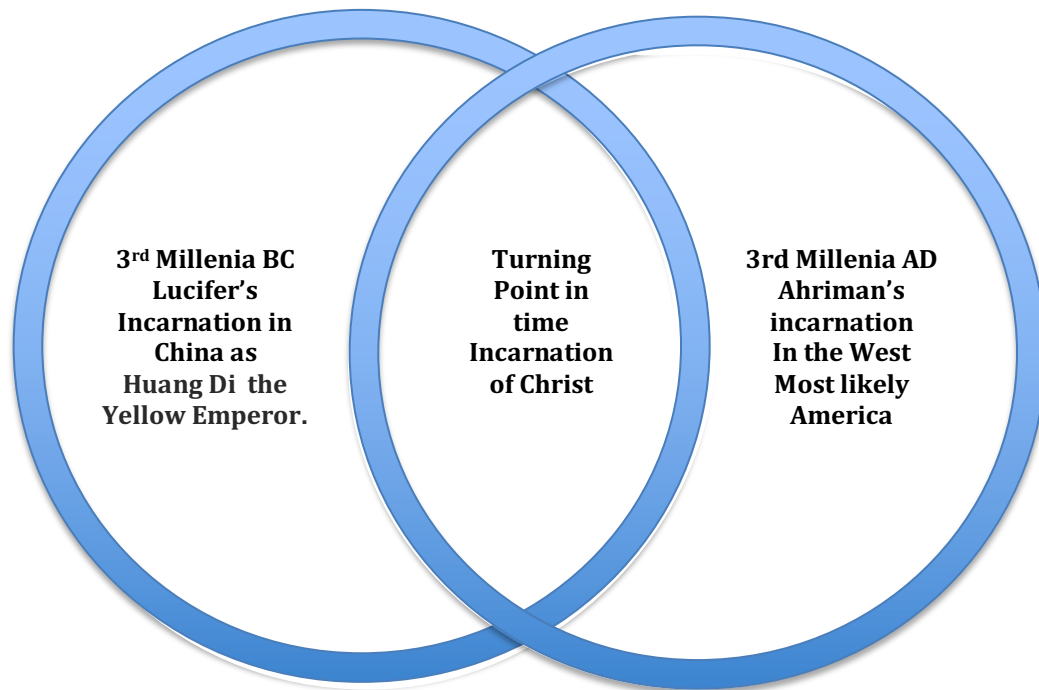 3rd Millenia BC
Lucifer’s
Incarnation in
China as
Huang Di the
Yellow Emperor.
Turning
Point in
time
Incarnation
of Christ
3rd Millenia AD
Ahriman’s
incarnation
In the West
Most likely
America